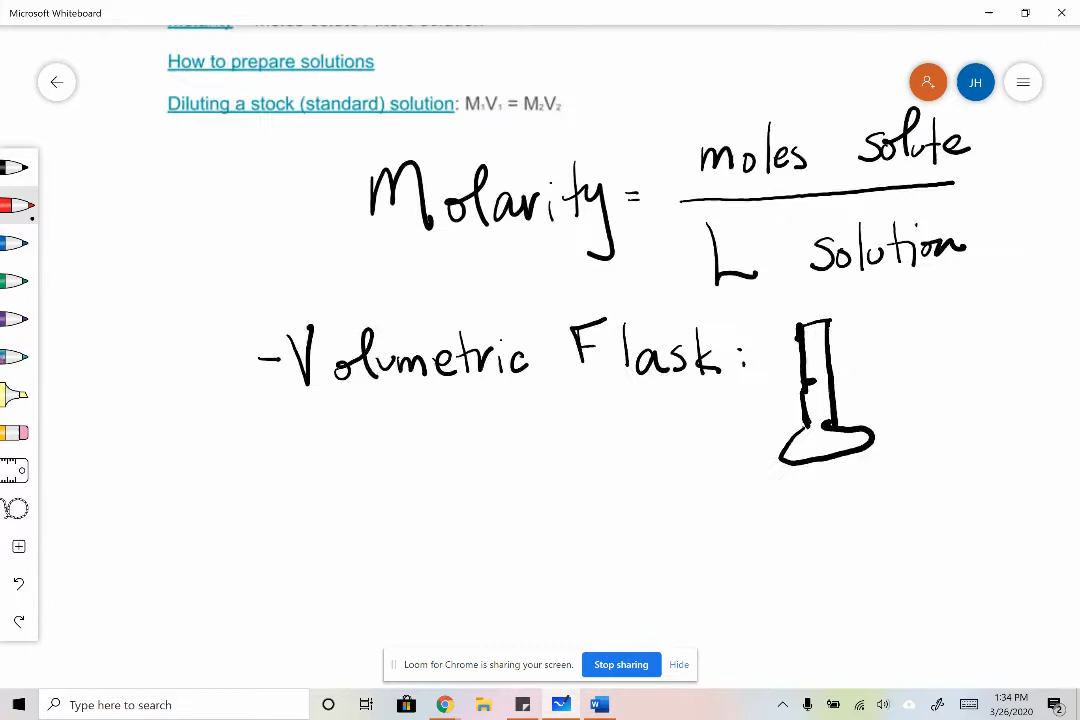 Microsoft Whiteboard
How to prepare solutions
Diluting a stock (standard) solution: M₁V₁ = M₂V₂
JH
Molarity = moles solute
L solution
- Volumetric Flask:
Loom for Chrome is sharing your screen. Stop sharing Hide
Type here to search
1:34 PM
3/26/2020
2